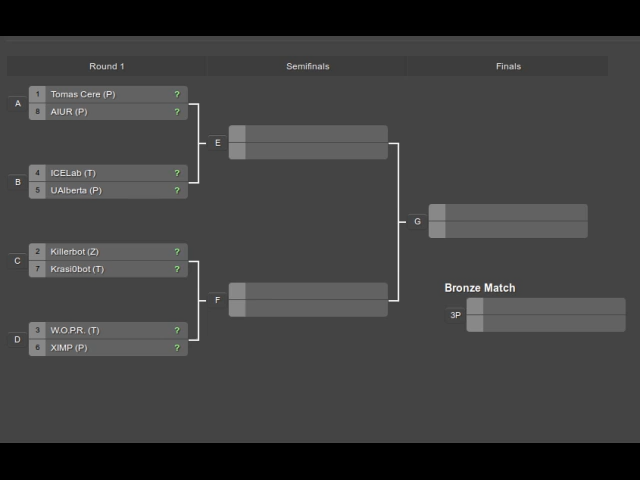 Round 1 Semifinals Finals
A
1 Tomas Cere (P) ?
8 AIUR (P) ?
E
B
4 ICELab (T) ?
5 UAlberta (P) ?
G
C
2 Killerbot (Z) ?
7 Krasi0bot (T) ?
F
Bronze Match
3P
D
3 W.O.P.R. (T) ?
6 XIMP (P) ?